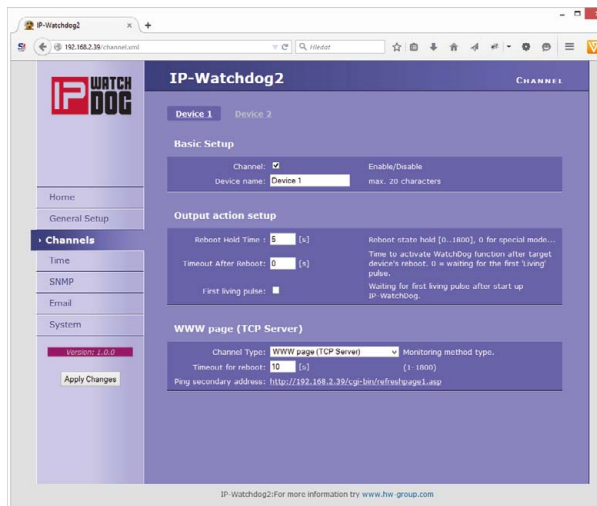 IP-Watchdog2
192.168.2.39/channel.xml
Hledat
IP WATCH DOG
IP-Watchdog2
CHANNEL
Device 1
Device 2
Basic Setup
Channel:
Enable/Disable
Device name: Device 1
max. 20 characters
Home
General Setup
Channels
Time
SNMP
Email
System
Version: 1.0.0
Apply Changes
Output action setup
Reboot Hold Time : 5 [s]
Reboot state hold [0..1800], 0 for special mode...
Timeout After Reboot: 0 [s]
Time to activate WatchDog function after target
device's reboot. 0 = waiting for the first 'Living'
pulse.
First living pulse:
Waiting for first living pulse after start up
IP-WatchDog.
WWW page (TCP Server)
Channel Type: WWW page (TCP Server)
Monitoring method type.
Timeout for reboot: 10 [s]
(1-1800)
Ping secondary address: http://192.168.2.39/cgi-bin/refreshpage1.asp
IP-Watchdog2:For more information try www.hw-group.com